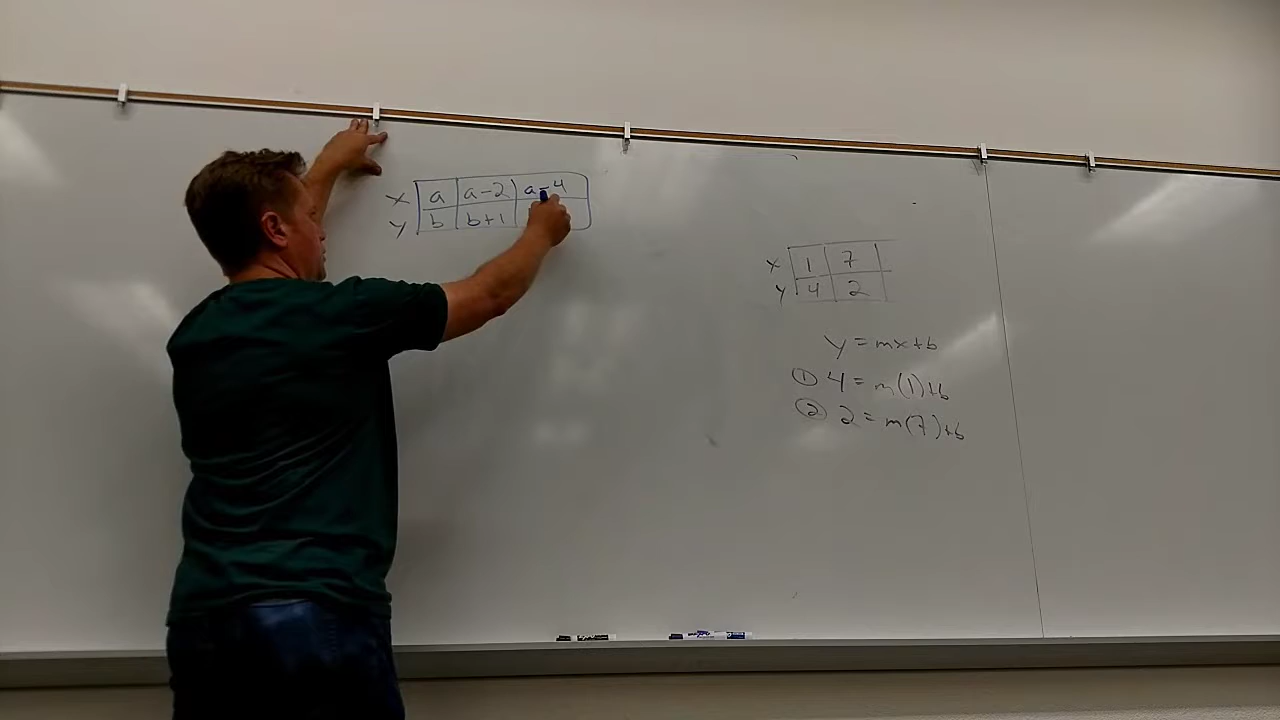 x a a-2 a-4
y b b+1
x 1 7
y 4 2
y = mx+b
① 4 = m(1)+b
② 2 = m(7)+b